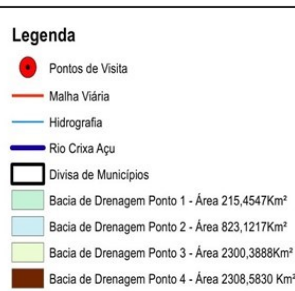 Legenda
Pontos de Visita
Malha Viária
Hidrografia
Rio Crixa Açu
Divisa de Municípios
Bacia de Drenagem Ponto 1 - Área 215,4547Km²
Bacia de Drenagem Ponto 2 - Área 823,1217Km²
Bacia de Drenagem Ponto 3 - Área 2300,3888Km²
Bacia de Drenagem Ponto 4 - Área 2308,5830 Km²